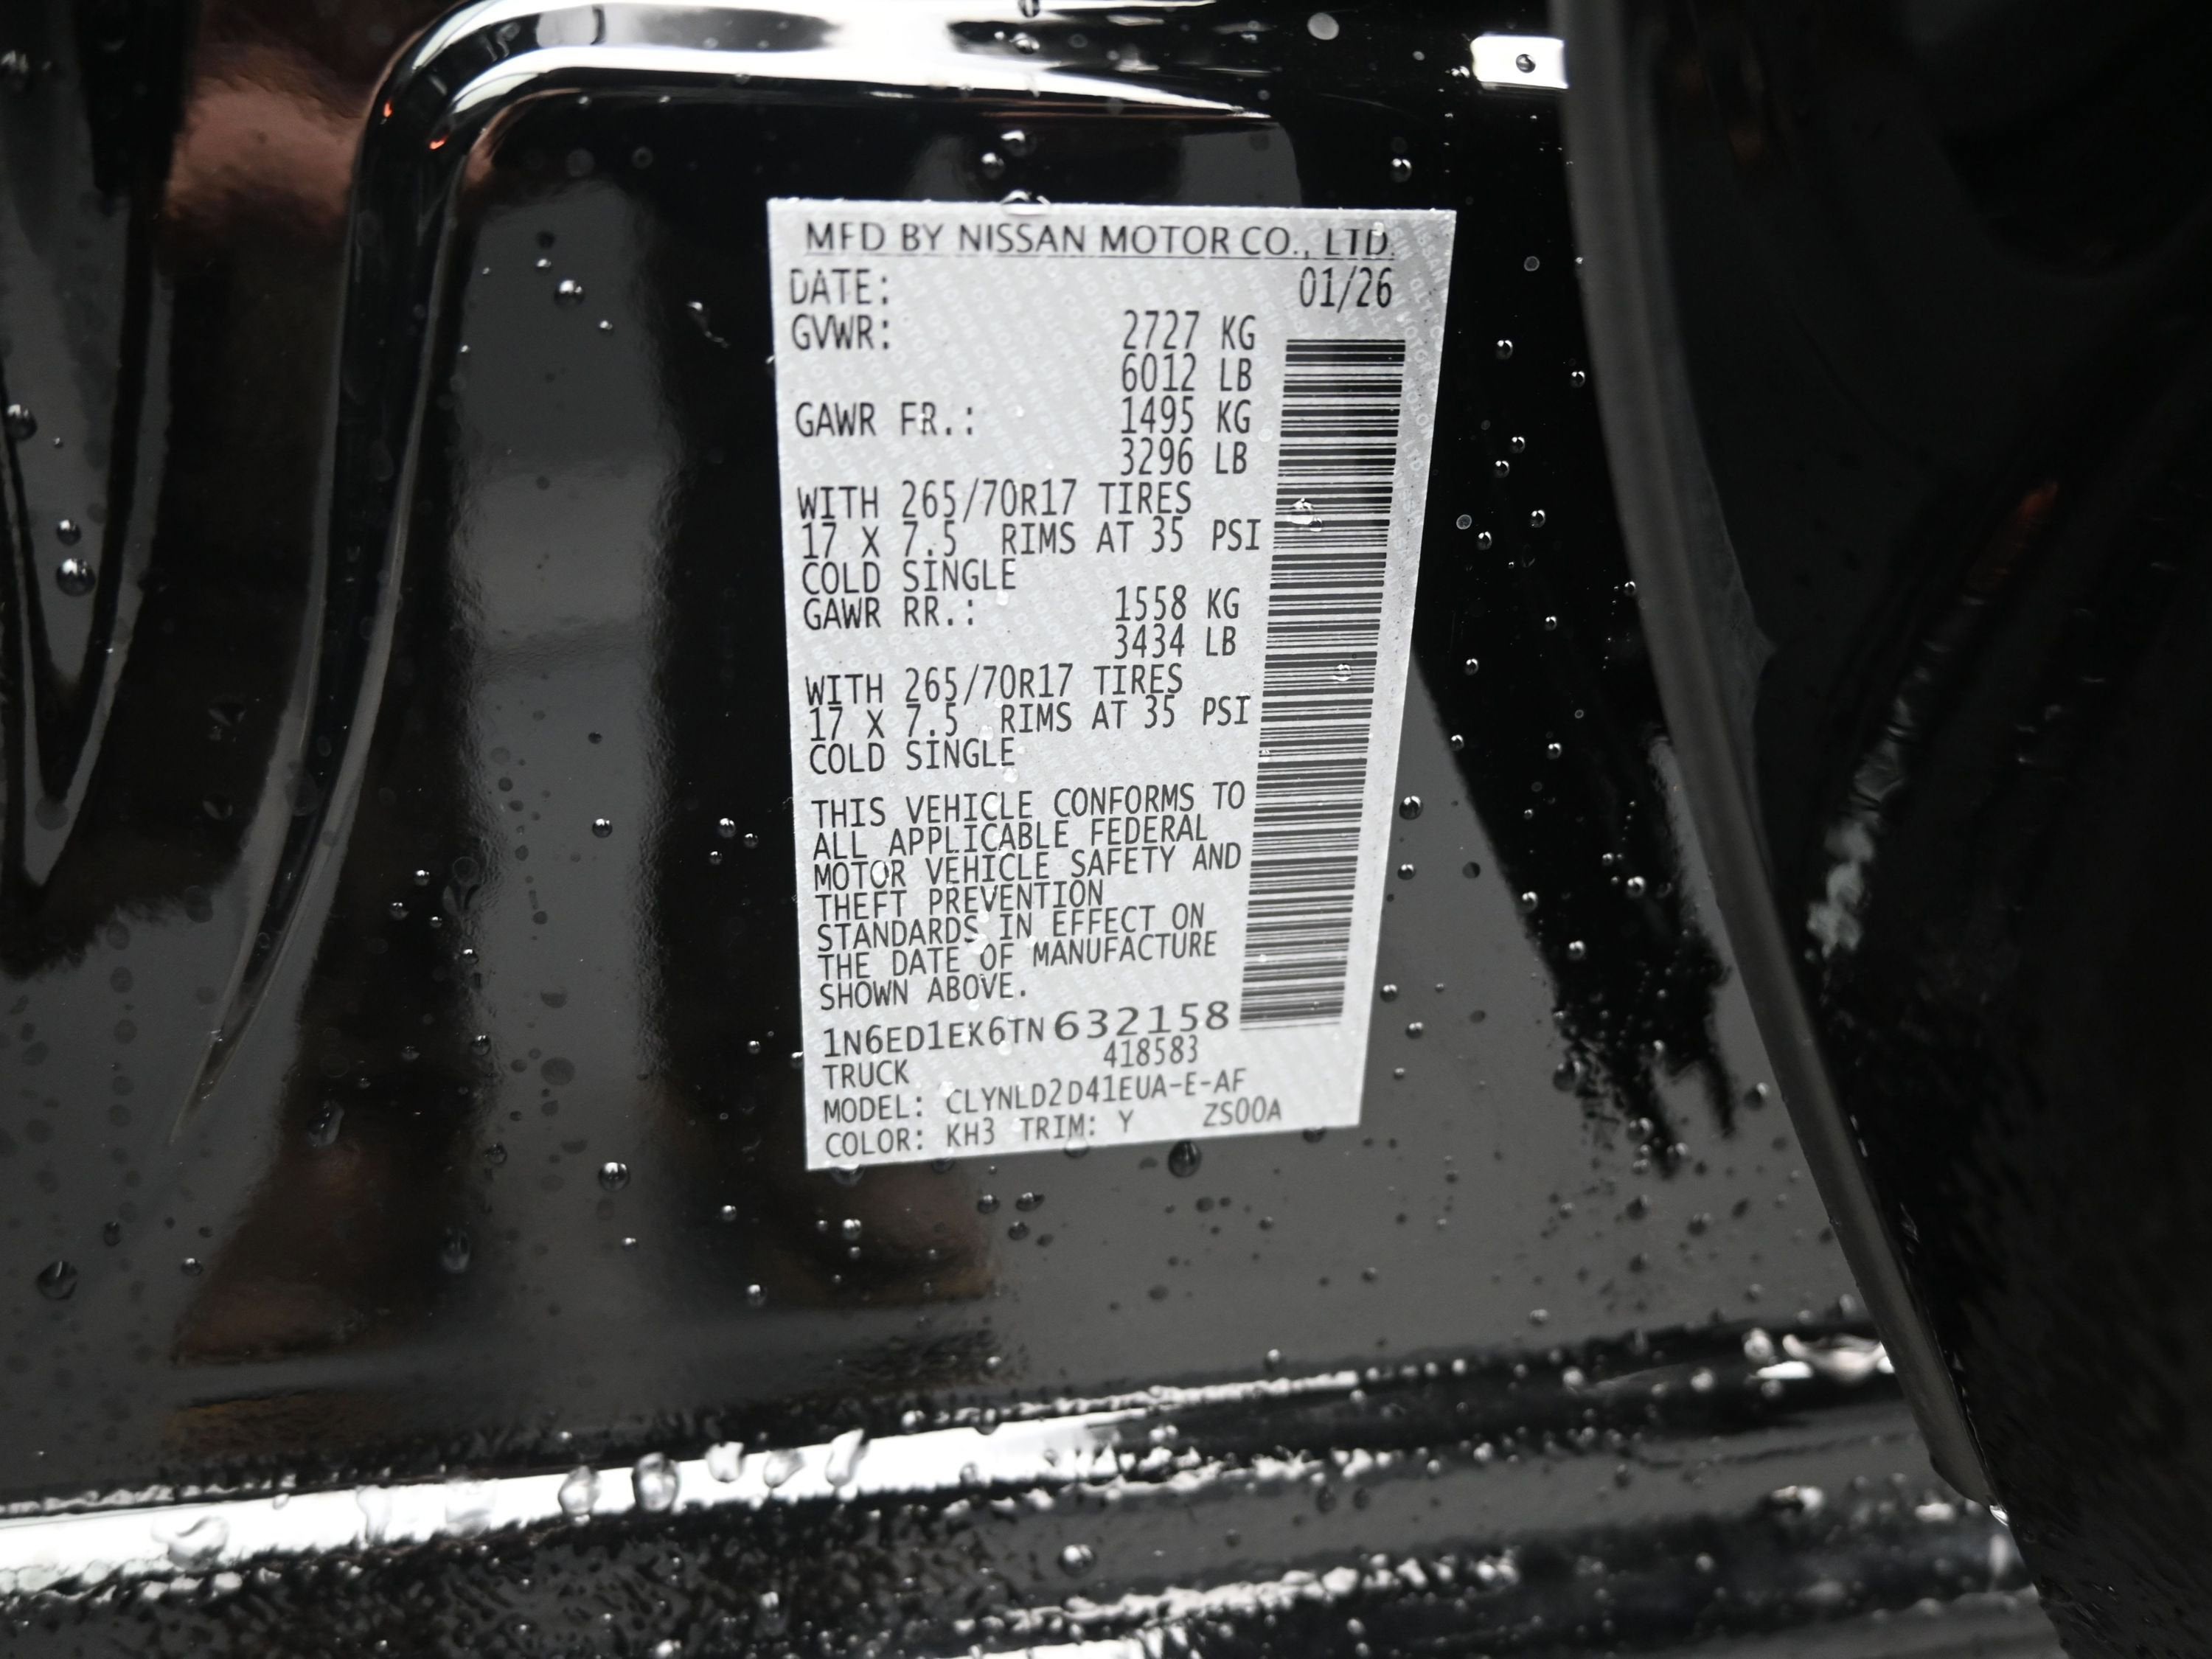 MFD BY NISSAN MOTOR CO., LTD.
DATE: 01/26
GVWR: 2727 KG
6012 LB
GAWR FR.: 1495 KG
3296 LB
WITH 265/70R17 TIRES
17 X 7.5 RIMS AT 35 PSI
COLD SINGLE
GAWR RR.: 1558 KG
3434 LB
WITH 265/70R17 TIRES
17 X 7.5 RIMS AT 35 PSI
COLD SINGLE
THIS VEHICLE CONFORMS TO
ALL APPLICABLE FEDERAL
MOTOR VEHICLE SAFETY AND
THEFT PREVENTION
STANDARDS IN EFFECT ON
THE DATE OF MANUFACTURE
SHOWN ABOVE.
1N6ED1EK6TN632158
TRUCK 418583
MODEL: CLYNLD2D41EUA-E-AF
COLOR: KH3 TRIM: Y ZS00A